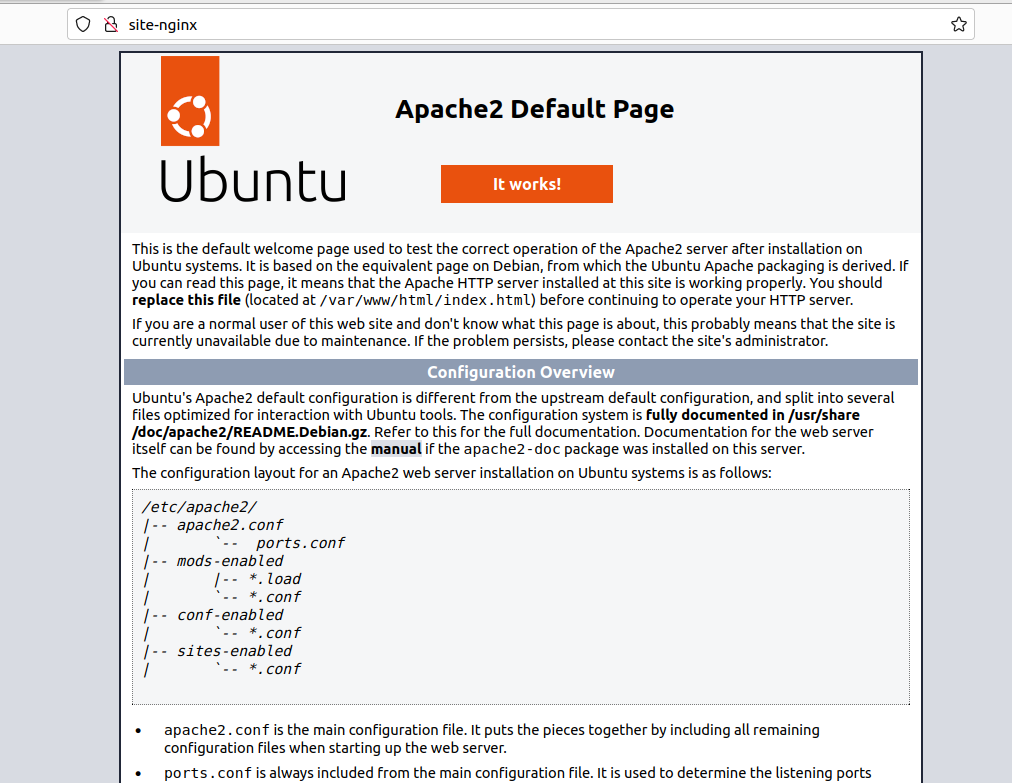 site-nginx
Apache2 Default Page
Ubuntu
It works!
This is the default welcome page used to test the correct operation of the Apache2 server after installation on
Ubuntu systems. It is based on the equivalent page on Debian, from which the Ubuntu Apache packaging is derived. If
you can read this page, it means that the Apache HTTP server installed at this site is working properly. You should
replace this file (located at /var/www/html/index.html) before continuing to operate your HTTP server.
If you are a normal user of this web site and don't know what this page is about, this probably means that the site is
currently unavailable due to maintenance. If the problem persists, please contact the site's administrator.
Configuration Overview
Ubuntu's Apache2 default configuration is different from the upstream default configuration, and split into several
files optimized for interaction with Ubuntu tools. The configuration system is fully documented in /usr/share
/doc/apache2/README.Debian.gz. Refer to this for the full documentation. Documentation for the web server
itself can be found by accessing the manual if the apache2-doc package was installed on this server.
The configuration layout for an Apache2 web server installation on Ubuntu systems is as follows:
/etc/apache2/
|-- apache2.conf
|       `--  ports.conf
|-- mods-enabled
|       |-- *.load
|       `-- *.conf
|-- conf-enabled
|       `-- *.conf
|-- sites-enabled
|       `-- *.conf
• apache2.conf is the main configuration file. It puts the pieces together by including all remaining
configuration files when starting up the web server.
• ports.conf is always included from the main configuration file. It is used to determine the listening ports